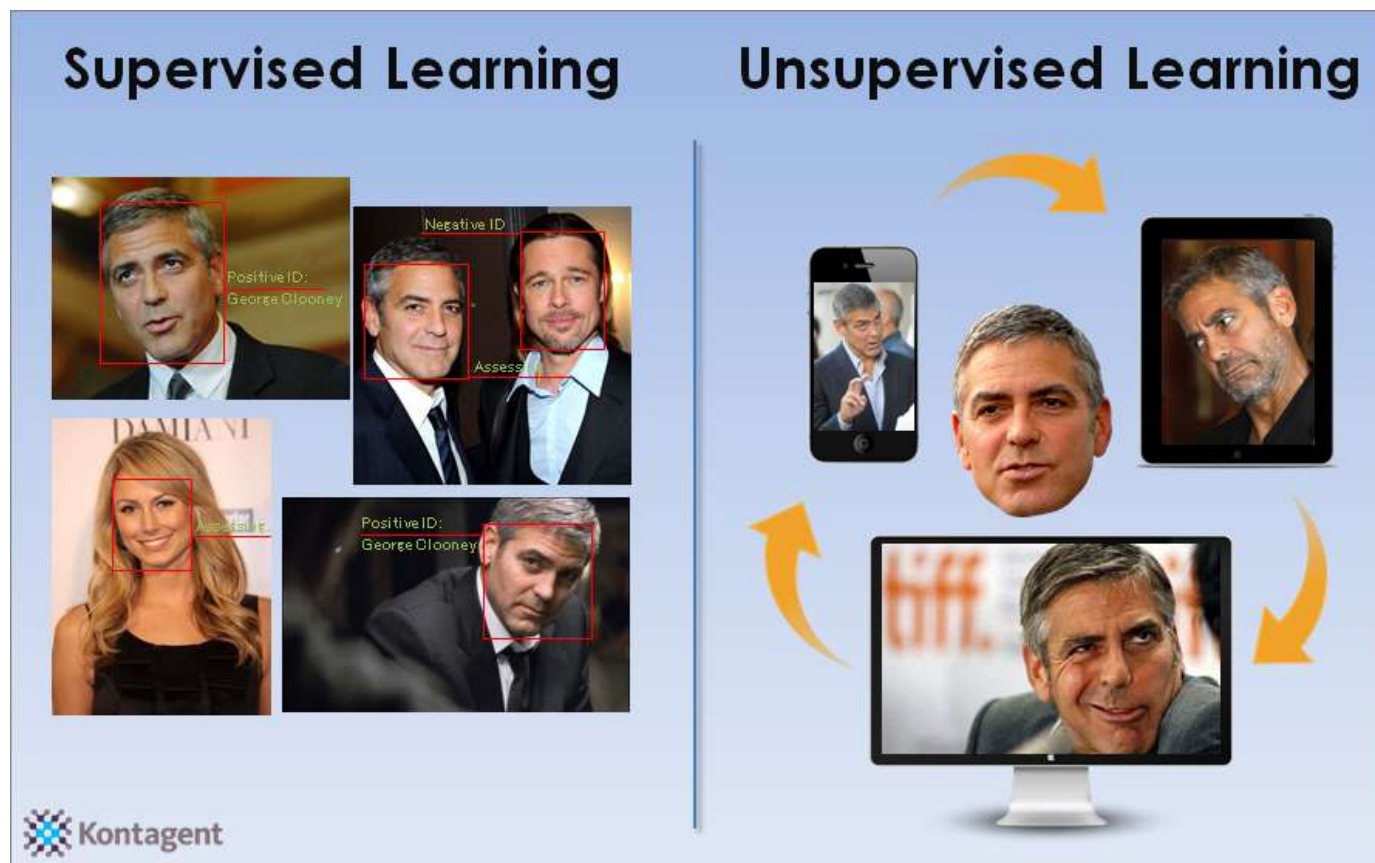 Supervised Learning
Unsupervised Learning
Negative ID
Positive ID:
George Clooney
Assess
DAMIANI
Assessing
Positive ID:
George Clooney
tiff.
Kontagent